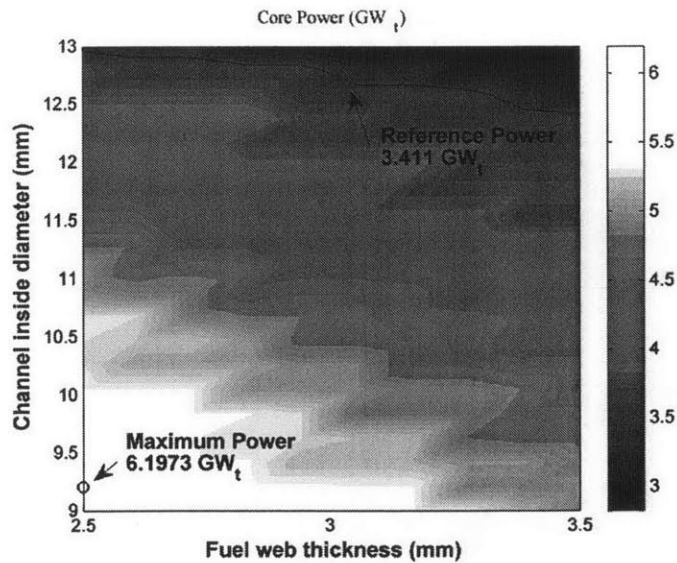 Core Power (GW t)
13
12.5
12
11.5
11
10.5
10
9.5
9
Channel inside diameter (mm)
Reference Power
3.411 GWt
Maximum Power
6.1973 GWt
2.5
3
3.5
Fuel web thickness (mm)
6
5.5
5
4.5
4
3.5
3